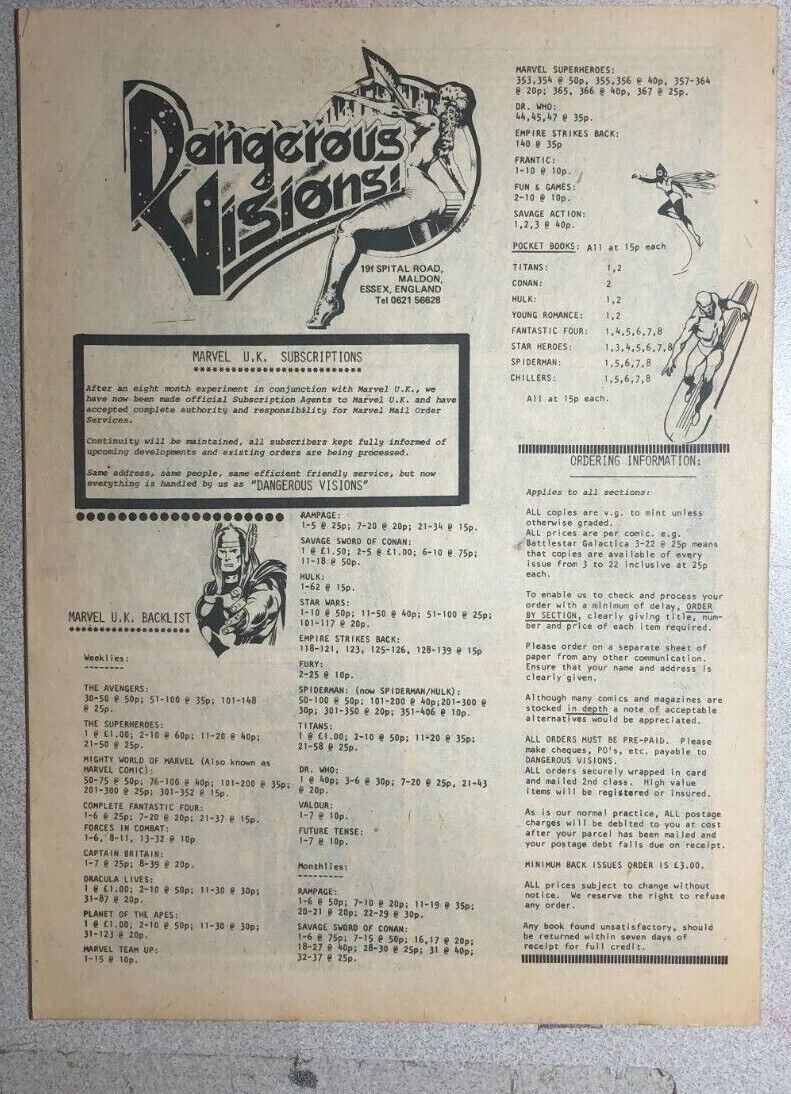 Dangerous
Visions!
19f SPITAL ROAD,
MALDON,
ESSEX, ENGLAND
Tel 0621 56628
MARVEL U.K. SUBSCRIPTIONS
After an eight month experiment in conjunction with Marvel U.K., we
have now been made official Subscription Agents to Marvel U.K. and have
accepted complete authority and responsibility for Marvel Mail Order
Services.
Continuity will be maintained, all subscribers kept fully informed of
upcoming developments and existing orders are being processed.
Same address, same people, same efficient friendly service, but now
everything is handled by us as "DANGEROUS VISIONS"
MARVEL U.K. BACKLIST
Weeklies:
THE AVENGERS:
30-50 @ 50p; 51-100 @ 35p; 101-148
@ 25p.
THE SUPERHEROES:
1 @ £1.00; 2-10 @ 60p; 11-20 @ 40p;
21-50 @ 25p.
MIGHTY WORLD OF MARVEL (Also known as
MARVEL COMIC):
50-75 @ 50p; 76-100 @ 40p; 101-200 @ 35p;
201-300 @ 25p; 301-352 @ 15p.
COMPLETE FANTASTIC FOUR:
1-6 @ 25p; 7-20 @ 20p; 21-37 @ 15p.
FORCES IN COMBAT:
1-6, 8-11, 13-32 @ 10p
CAPTAIN BRITAIN:
1-7 @ 25p; 8-39 @ 20p.
DRACULA LIVES:
1 @ £1.00; 2-10 @ 50p; 11-30 @ 30p;
31-87 @ 20p.
PLANET OF THE APES:
1 @ £1.00; 2-10 @ 50p; 11-30 @ 30p;
31-123 @ 20p.
MARVEL TEAM UP:
1-15 @ 10p.
RAMPAGE:
1-5 @ 25p; 7-20 @ 20p; 21-34 @ 15p.
SAVAGE SWORD OF CONAN:
1 @ £1.50; 2-5 @ £1.00; 6-10 @ 75p;
11-18 @ 50p.
HULK:
1-62 @ 15p.
STAR WARS:
1-10 @ 50p; 11-50 @ 40p; 51-100 @ 25p;
101-117 @ 20p.
EMPIRE STRIKES BACK:
118-121, 123, 125-126, 128-139 @ 15p
FURY:
2-25 @ 10p.
SPIDERMAN: (now SPIDERMAN/HULK):
50-100 @ 50p; 101-200 @ 40p;201-300 @
30p; 301-350 @ 20p; 351-406 @ 10p.
TITANS:
1 @ £1.00; 2-10 @ 50p; 11-20 @ 35p;
21-58 @ 25p.
DR. WHO:
1 @ 40p; 3-6 @ 30p; 7-20 @ 25p, 21-43
@ 20p.
VALOUR:
1-7 @ 10p.
FUTURE TENSE:
1-7 @ 10p.
Monthlies:
RAMPAGE:
1-6 @ 50p; 7-10 @ 20p; 11-19 @ 35p;
20-21 @ 20p; 22-29 @ 30p.
SAVAGE SWORD OF CONAN:
1-6 @ 75p; 7-15 @ 50p; 16,17 @ 20p;
18-27 @ 40p; 28-30 @ 25p; 31 @ 40p;
32-37 @ 25p.
MARVEL SUPERHEROES:
353,354 @ 50p, 355,356 @ 40p, 357-364
@ 20p; 365, 366 @ 40p, 367 @ 25p.
DR. WHO:
44,45,47 @ 35p.
EMPIRE STRIKES BACK:
140 @ 35p
FRANTIC:
1-10 @ 10p.
FUN & GAMES:
2-10 @ 10p.
SAVAGE ACTION:
1,2,3 @ 40p.
POCKET BOOKS: All at 15p each
TITANS: 1,2
CONAN: 2
HULK: 1,2
YOUNG ROMANCE: 1,2
FANTASTIC FOUR: 1,4,5,6,7,8
STAR HEROES: 1,3,4,5,6,7,8
SPIDERMAN: 1,5,6,7,8
CHILLERS: 1,5,6,7,8
All at 15p each.
ORDERING INFORMATION:
Applies to all sections:
ALL copies are v.g. to mint unless
otherwise graded.
ALL prices are per comic. e.g.
Battlestar Galactica 3-22 @ 25p means
that copies are available of every
issue from 3 to 22 inclusive at 25p
each.
To enable us to check and process your
order with a minimum of delay, ORDER
BY SECTION, clearly giving title, num-
ber and price of each item required.
Please order on a separate sheet of
paper from any other communication.
Ensure that your name and address is
clearly given.
Although many comics and magazines are
stocked in depth a note of acceptable
alternatives would be appreciated.
ALL ORDERS MUST BE PRE-PAID. Please
make cheques, PO's, etc. payable to
DANGEROUS VISIONS.
ALL orders securely wrapped in card
and mailed 2nd class. High value
items will be registered or insured.
As is our normal practice, ALL postage
charges will be debited to you at cost
after your parcel has been mailed and
your postage debt falls due on receipt.
MINIMUM BACK ISSUES ORDER IS £3.00.
ALL prices subject to change without
notice. We reserve the right to refuse
any order.
Any book found unsatisfactory, should
be returned within seven days of
receipt for full credit.